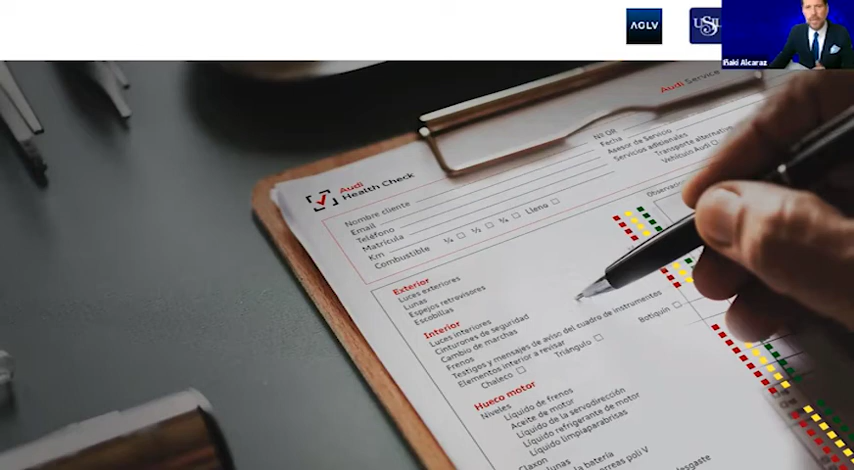 AGLV
USIL
Iñaki Alcaraz
Audi Service
Audi
Health Check
Nº OR
Fecha
Asesor de Servicio
Servicios adisionales
Transporte alternativo
Vehículo Audi
Nombre cliente
Email
Teléfono
Matrícula
Km
Combustible ¼ ½ ¾ Lleno
Exterior
Luces exteriores
Lunas
Espejos retrovisores
Escobillas
Interior
Luces interiores
Cinturones de seguridad
Cambio de marchas
Frenos
Testigos y mensajes de aviso del cuadro de instrumentos
Elementos interior a revisar
Chaleco Triángulo Botiquín
Hueco motor
Niveles
Líquido de frenos
Aceite de motor
Líquido de la servodirección
Líquido refrigerante de motor
Líquido limpiaparabrisas
Claxon